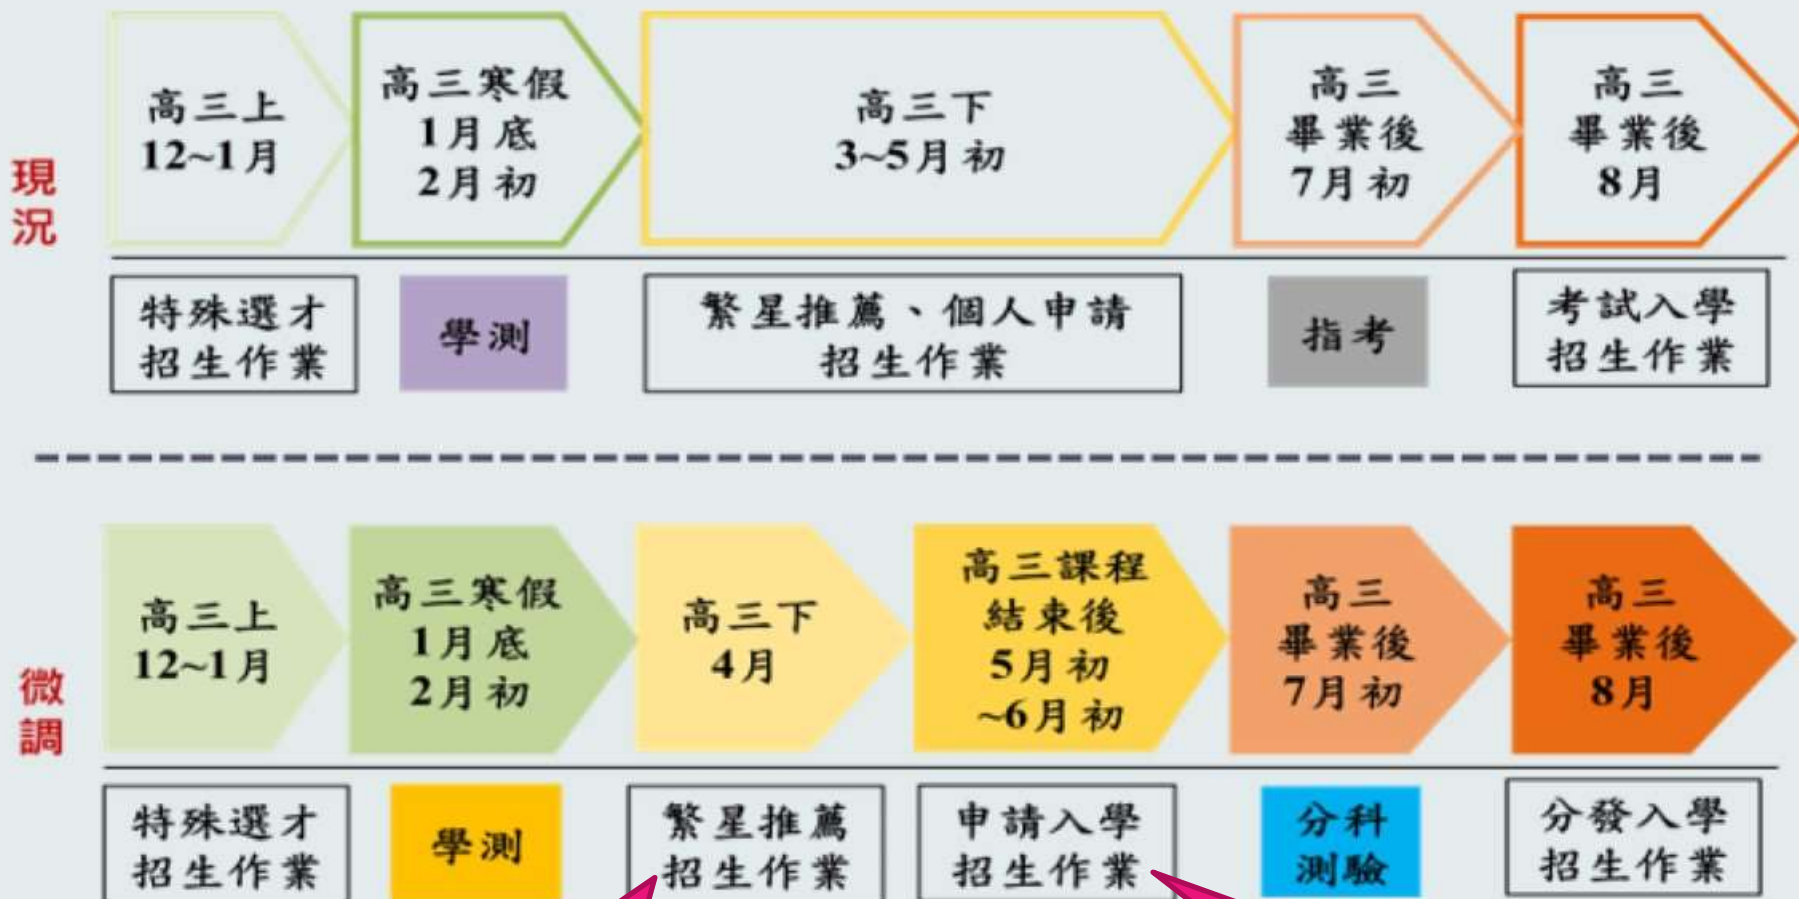 現況
高三上
12~1月
高三寒假
1月底
2月初
高三下
3~5月初
高三
畢業後
7月初
高三
畢業後
8月
特殊選才
招生作業
學測
繁星推薦、個人申請
招生作業
指考
考試入學
招生作業
微調
高三上
12~1月
高三寒假
1月底
2月初
高三下
4月
高三課程
結束後
5月初
~6月初
高三
畢業後
7月初
高三
畢業後
8月
特殊選才
招生作業
學測
繁星推薦
招生作業
申請入學
招生作業
分科
測驗
分發入學
招生作業